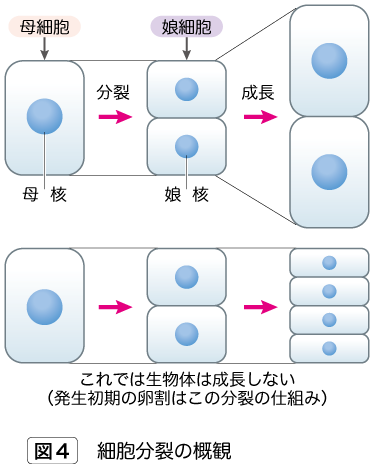 母細胞 娘細胞
分裂 成長
母核 娘核
これでは生物体は成長しない
（発生初期の卵割はこの分裂の仕組み）
図4 細胞分裂の概観